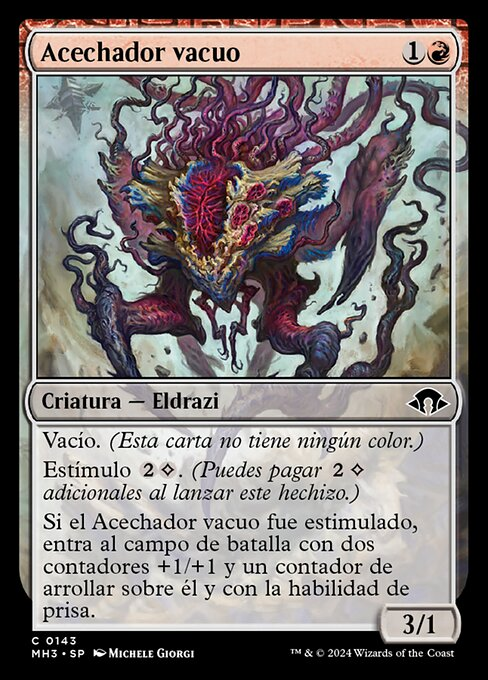 Acechador vacuo 1
Criatura — Eldrazi
Vacío. (Esta carta no tiene ningún color.)
Estímulo 2. (Puedes pagar 2
adicionales al lanzar este hechizo.)
Si el Acechador vacuo fue estimulado,
entra al campo de batalla con dos
contadores +1/+1 y un contador de
arrollar sobre él y con la habilidad de
prisa.
3/1
C 0143
MH3 • SP Michele Giorgi
™ & © 2024 Wizards of the Coast